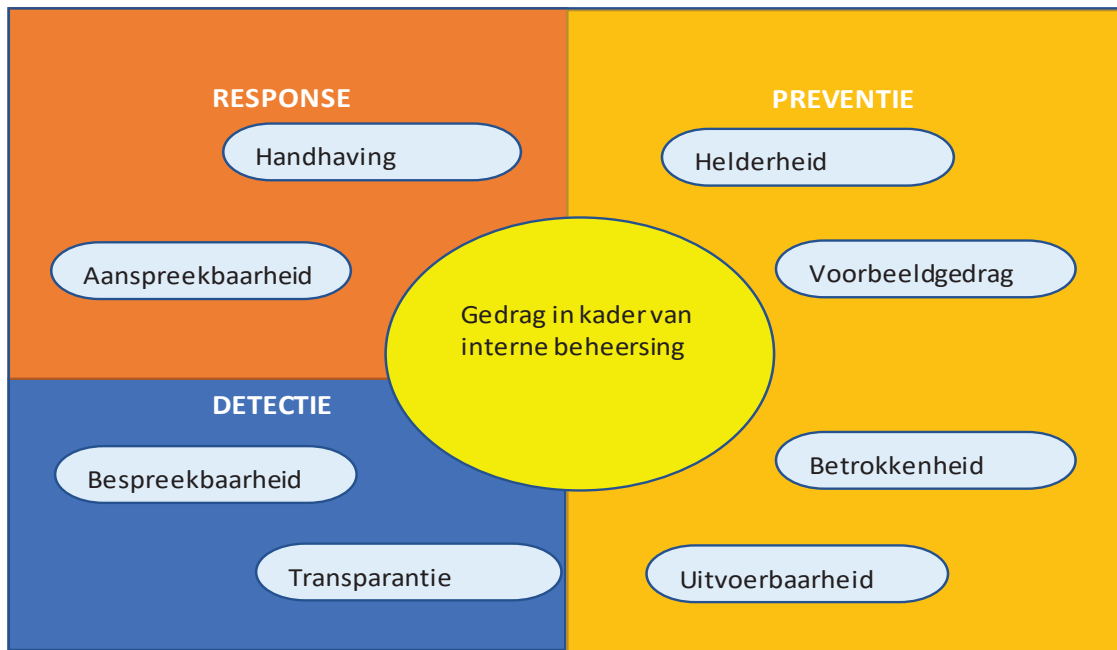 RESPONSE
Handhaving
Aanspreekbaarheid
DETECTIE
Bespreekbaarheid
Transparantie
Gedrag in kader van
interne beheersing
PREVENTIE
Helderheid
Voorbeeldgedrag
Betrokkenheid
Uitvoerbaarheid